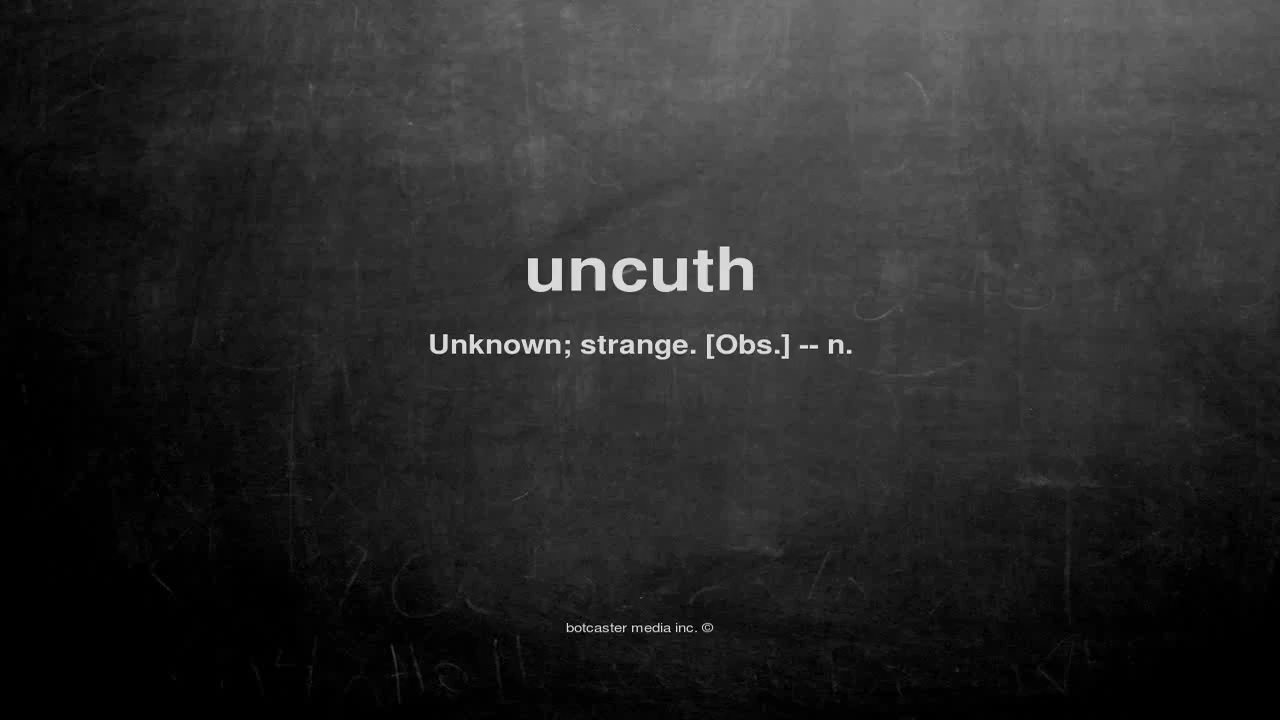 uncuth
Unknown; strange. [Obs.] -- n.
botcaster media inc. ©